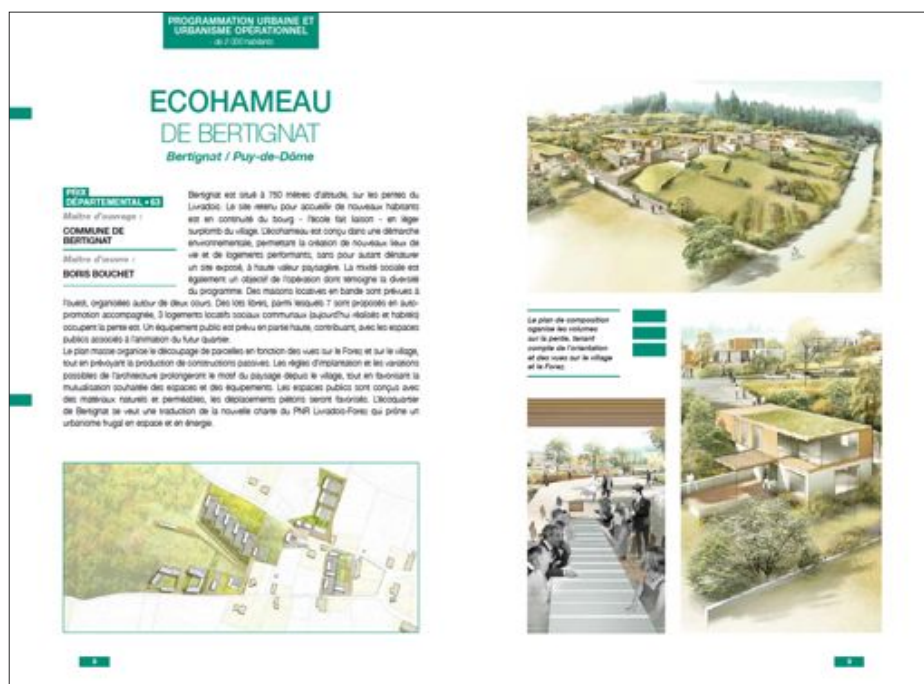 PROGRAMMATION URBAINE ET
URBANISME OPÉRATIONNEL
- de 2 000 habitants
ECOHAMEAU
DE BERTIGNAT
Bertignat / Puy-de-Dôme
PRIX
DÉPARTEMENTAL • 63
Maître d'ouvrage :
COMMUNE DE
BERTIGNAT
Maître d'œuvre :
BORIS BOUCHET
Bertignat est situé à 750 mètres d'altitude, sur les pentes du
Livradois. Le site retenu pour accueillir de nouveaux habitants
est en continuité du bourg - l'école fait liaison - en léger
surplomb du village. L'écohameau est conçu dans une démarche
environnementale, permettant la création de nouveaux lieux de
vie et de logements performants, sans pour autant dénaturer
un site exposé, à haute valeur paysagère. La mixité sociale est
également un objectif de l'opération dont témoigne la diversité
du programme. Des maisons locatives en bande sont prévues à
l'ouest, organisées autour de deux cours. Des lots libres, parmi lesquels 7 sont proposés en auto-
promotion accompagnée, 3 logements locatifs sociaux communaux (aujourd'hui réalisés et habités)
occupent la pente est. Un équipement public est prévu en partie haute, contribuant, avec les espaces
publics associés à l'animation du futur quartier.
Le plan masse organise le découpage de parcelles en fonction des vues sur le Forez et sur le village,
tout en prévoyant la production de constructions passives. Les règles d'implantation et les variations
possibles de l'architecture prolongeront le motif du paysage depuis le village, tout en favorisant la
mutualisation souhaitée des espaces et des équipements. Les espaces publics sont conçus avec
des matériaux naturels et perméables, les déplacements piétons seront favorisés. L'écoquartier
de Bertignat se veut une traduction de la nouvelle charte du PNR Livradois-Forez qui prône un
urbanisme frugal en espace et en énergie.
Le plan de composition
oganise les volumes
sur la pente, tenant
compte de l'orientation
et des vues sur le village
et le Forez.
8
9